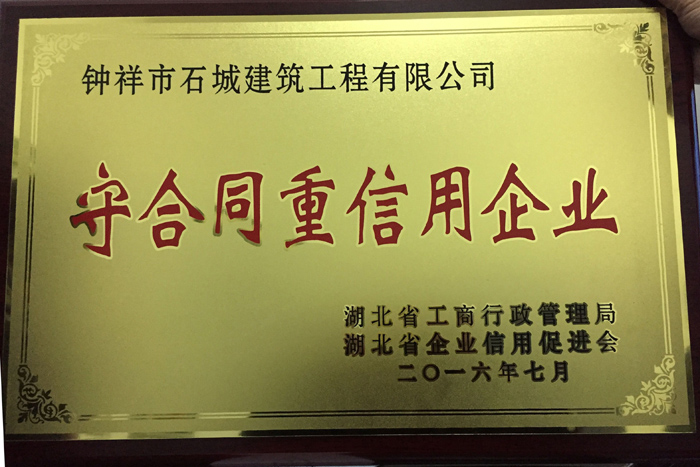 钟祥市石城建筑工程有限公司
守合同重信用企业
湖北省工商行政管理局
湖北省企业信用促进会
二〇一六年七月